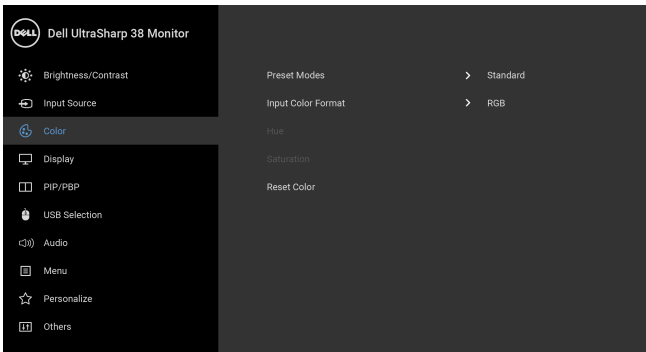 DELL Dell UltraSharp 38 Monitor
Brightness/Contrast
Input Source
Color
Display
PIP/PBP
USB Selection
Audio
Menu
Personalize
Others
Preset Modes > Standard
Input Color Format > RGB
Hue
Saturation
Reset Color